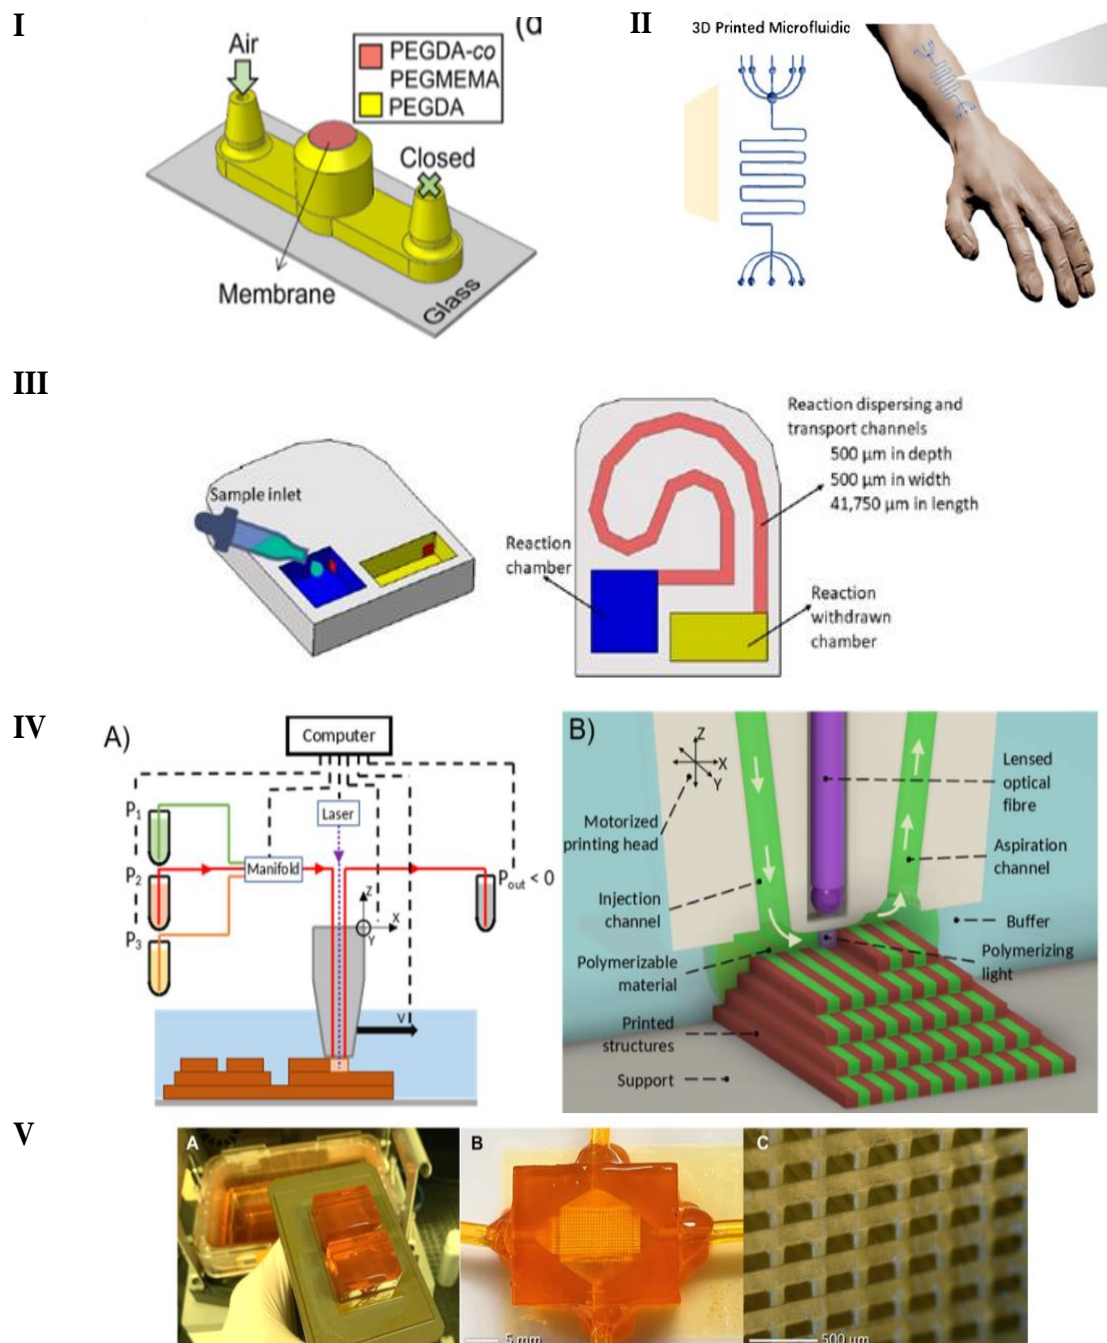 I
(d
Air
PEGDA-co
PEGMEMA
PEGDA
Closed
Membrane
Glass
II
3D Printed Microfluidic
III
Sample inlet
Reaction
chamber
Reaction dispersing and
transport channels
500 µm in depth
500 µm in width
41,750 µm in length
Reaction
withdrawn
chamber
IV
A)
Computer
Laser
P1
P2
P3
Manifold
Pout < 0
Z
X
Y
V
B)
Z
X
Y
Motorized
printing head
Injection
channel
Polymerizable
material
Printed
structures
Support
Lensed
optical
fibre
Aspiration
channel
Buffer
Polymerizing
light
V
A
B
5 mm
C
500 µm